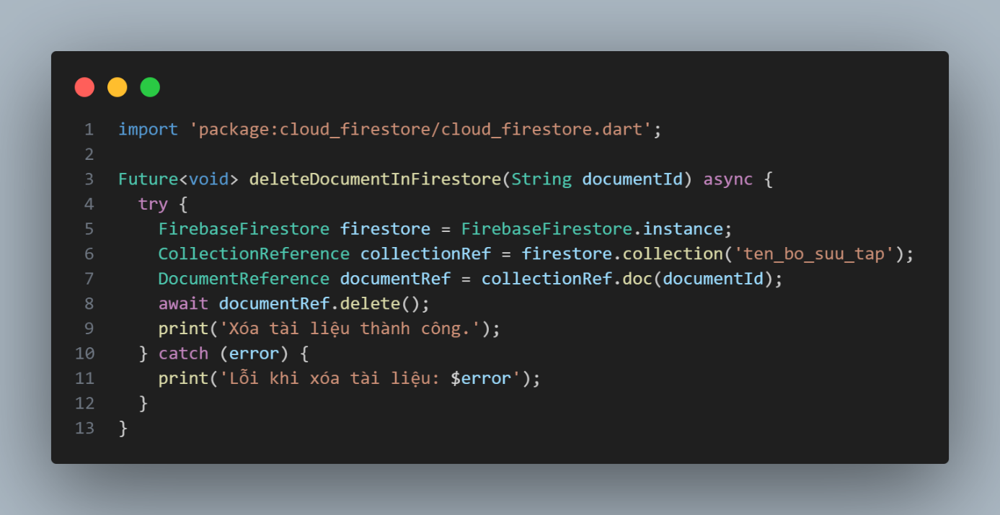 1 import 'package:cloud_firestore/cloud_firestore.dart';
2
3 Future<void> deleteDocumentInFirestore(String documentId) async {
4   try {
5     FirebaseFirestore firestore = FirebaseFirestore.instance;
6     CollectionReference collectionRef = firestore.collection('ten_bo_suu_tap');
7     DocumentReference documentRef = collectionRef.doc(documentId);
8     await documentRef.delete();
9     print('Xóa tài liệu thành công.');
10   } catch (error) {
11     print('Lỗi khi xóa tài liệu: $error');
12   }
13 }